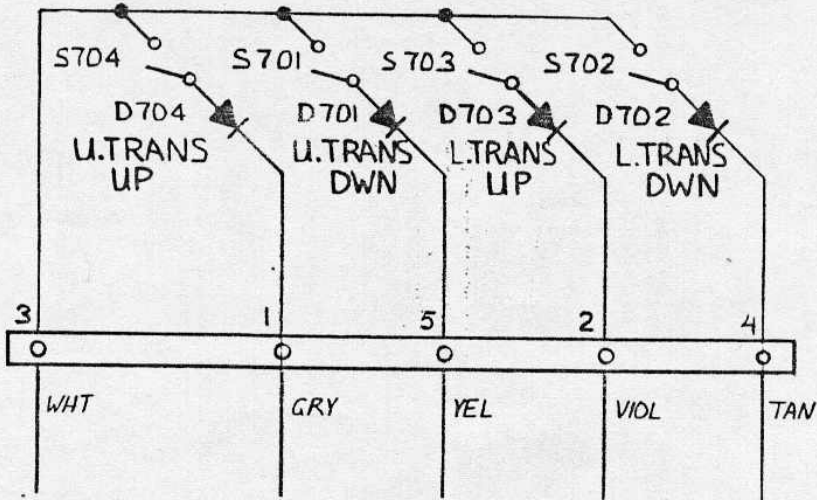 S704 S701 S703 S702
D704 D701 D703 D702
U.TRANS U.TRANS L.TRANS L.TRANS
UP DWN UP DWN
3 1 5 2 4
WHT GRY YEL VIOL TAN